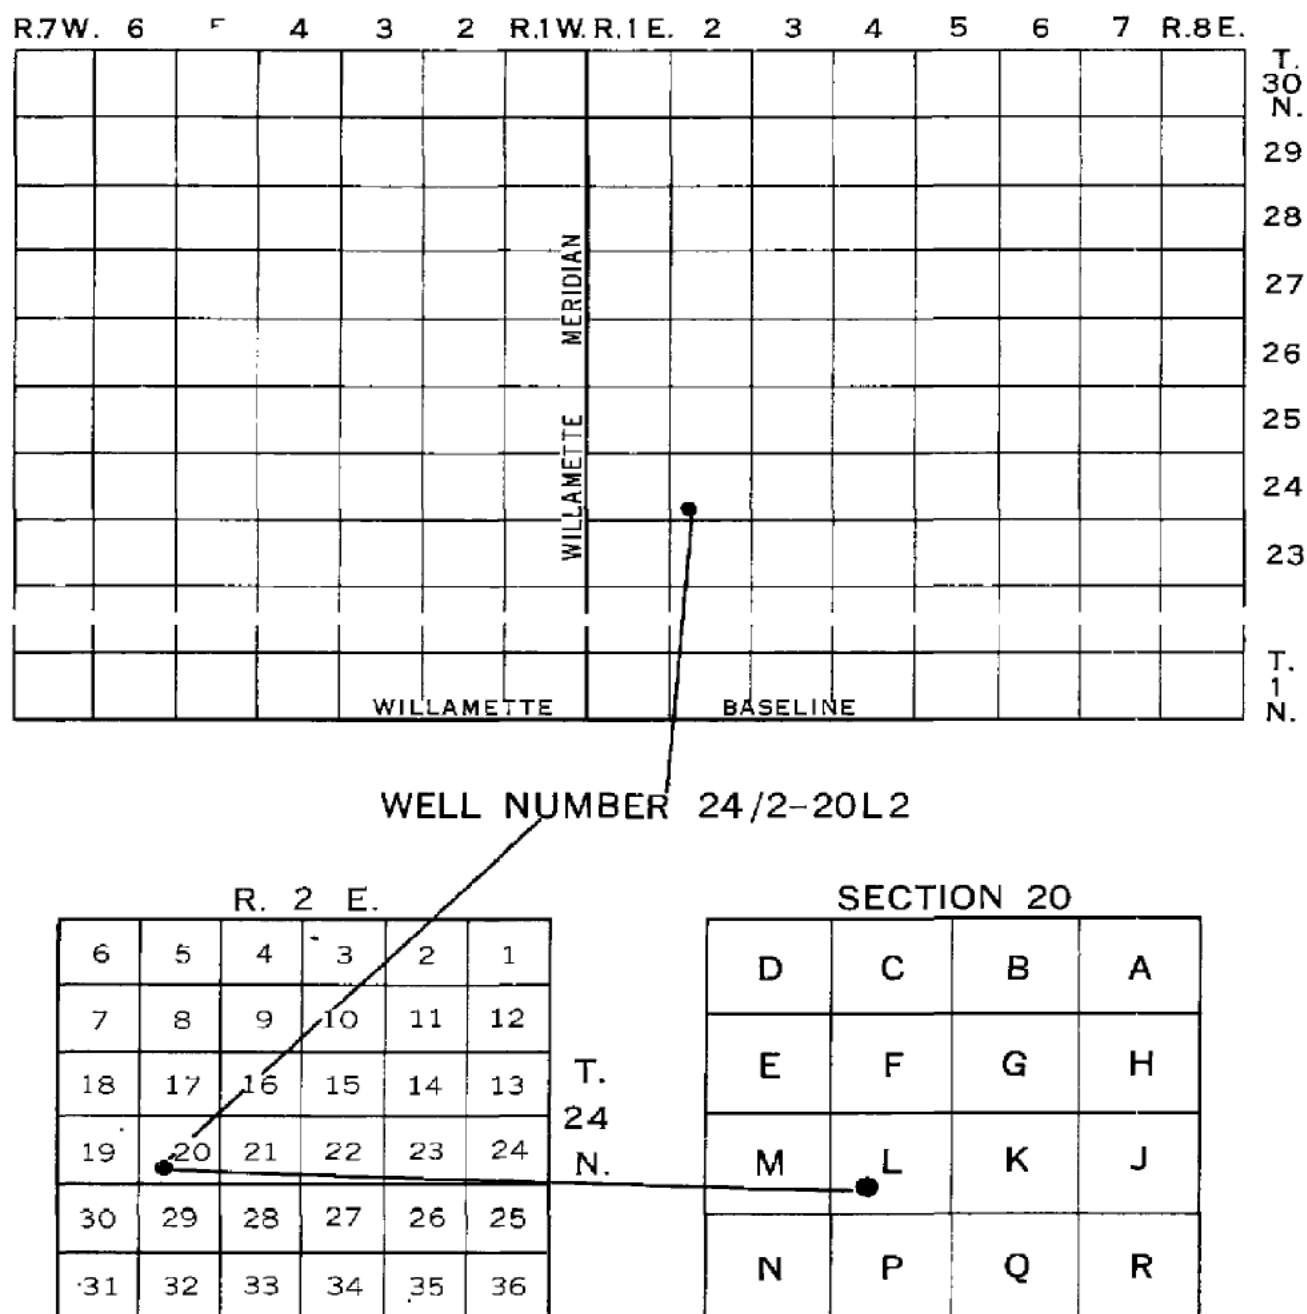 R.7W. 6 4 3 2 R.1W. R.1E. 2 3 4 5 6 7 R.8E.
T.
30
N.
29
28
27
26
25
24
23
WILLAMETTE MERIDIAN
T.
1
N.
WILLAMETTE BASELINE
WELL NUMBER 24/2-20L2
R. 2 E.
6 5 4 3 2 1
7 8 9 10 11 12
18 17 16 15 14 13
19 20 21 22 23 24
30 29 28 27 26 25
31 32 33 34 35 36
T.
24
N.
SECTION 20
D C B A
E F G H
M L K J
N P Q R